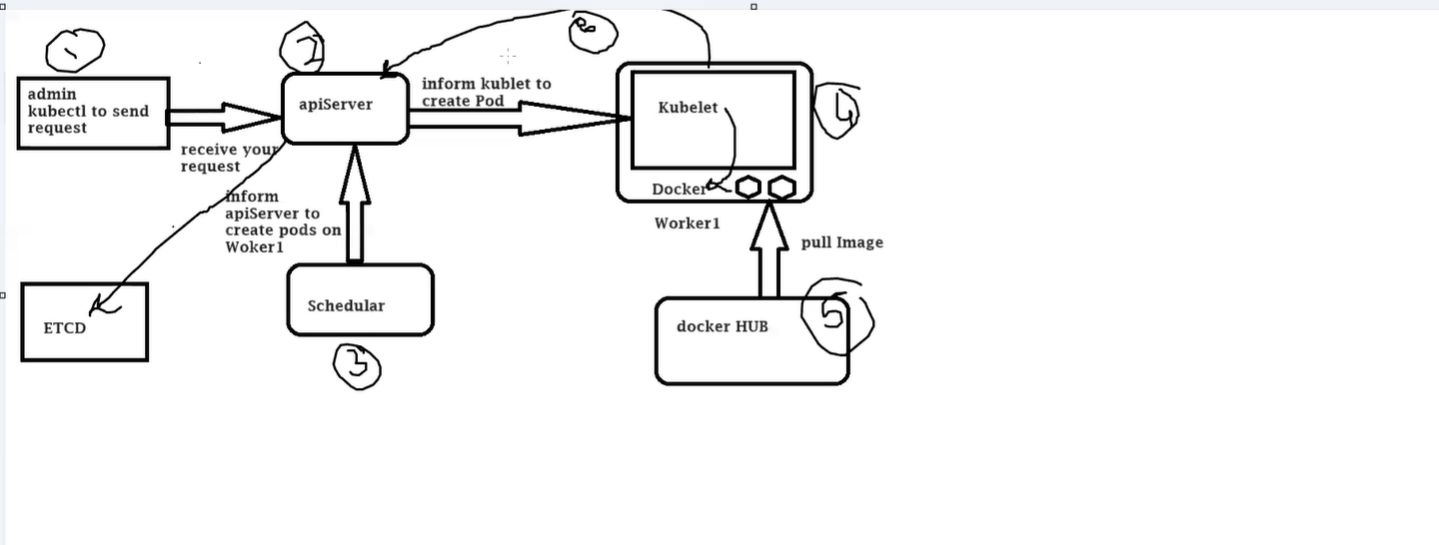 1
2
admin
kubectl to send
request
apiServer
inform kublet to
create Pod
Kubelet
4
receive your
request
inform
apiServer to
create pods on
Woker1
Docker
Worker1
pull Image
Schedular
ETCD
docker HUB
5
3